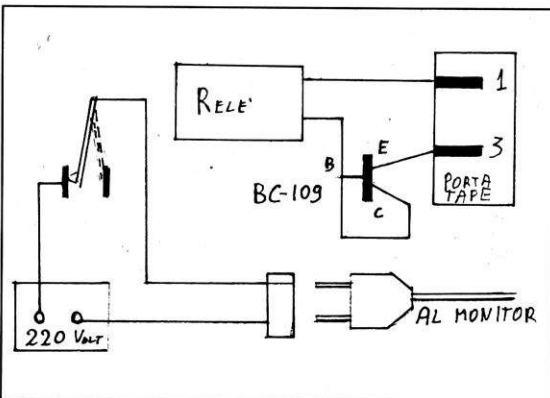 RELE'
1
E
B
3
BC-109
C
PORTA
TAPE
220 VOLT
AL MONITOR